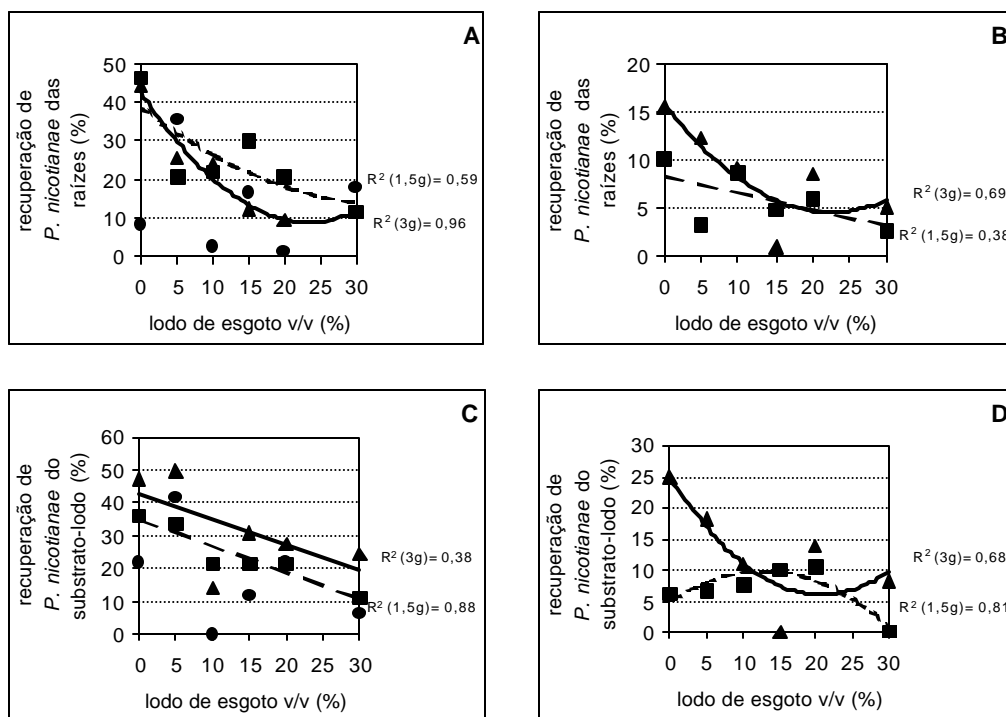 A
recuperação de
P. nicotianae das
raízes (%)
50
40
30
20
10
0
R² (1,5g) = 0,59
R² (3g) = 0,96
0 5 10 15 20 25 30
lodo de esgoto v/v (%)
B
recuperação de
P. nicotianae das
raízes (%)
20
15
10
5
0
R² (3g) = 0,69
R² (1,5g) = 0,38
0 5 10 15 20 25 30
lodo de esgoto v/v (%)
C
recuperação de
P. nicotianae do
substrato-lodo (%)
60
50
40
30
20
10
0
R² (3g) = 0,38
R² (1,5g) = 0,88
0 5 10 15 20 25 30
lodo de esgoto v/v (%)
D
recuperação de
P. nicotianae do
substrato-lodo (%)
30
25
20
15
10
5
0
R² (3g) = 0,68
R² (1,5g) = 0,81
0 5 10 15 20 25 30
lodo de esgoto v/v (%)